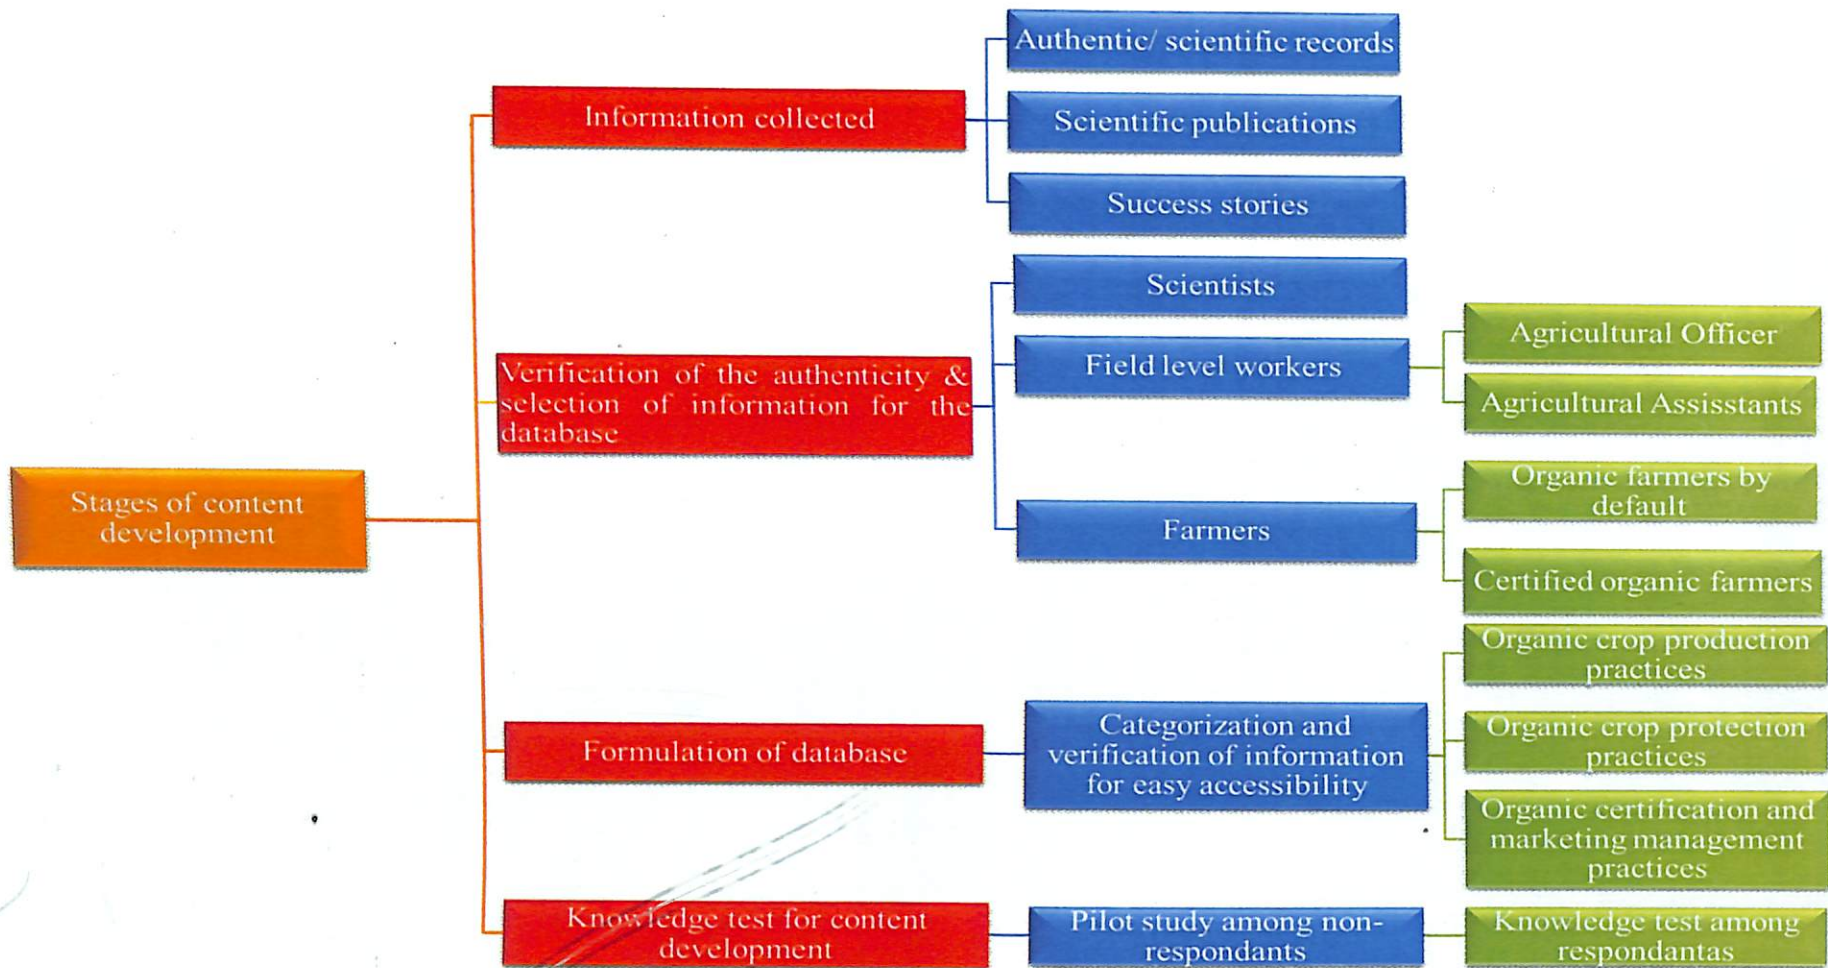 Stages of content
development
Information collected
Authentic/ scientific records
Scientific publications
Success stories
Verification of the authenticity &
selection of information for the
database
Scientists
Field level workers
Agricultural Officer
Agricultural Assisstants
Farmers
Organic farmers by
default
Certified organic farmers
Formulation of database
Categorization and
verification of information
for easy accessibility
Organic crop production
practices
Organic crop protection
practices
Organic certification and
marketing management
practices
Knowledge test for content
development
Pilot study among non-
respondants
Knowledge test among
respondantas